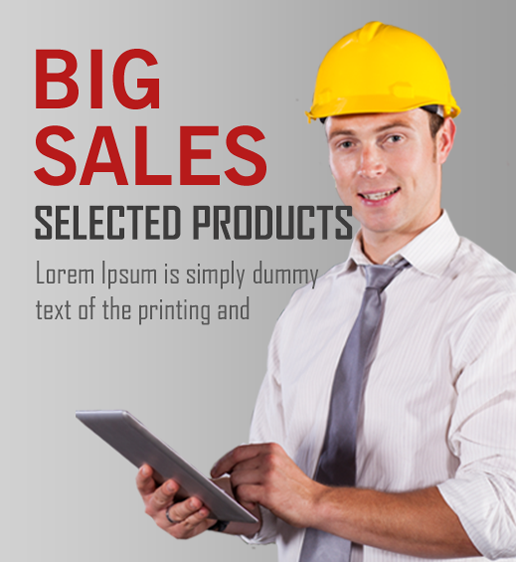 BIG
SALES
SELECTED PRODUCTS
Lorem Ipsum is simply dummy
text of the printing and